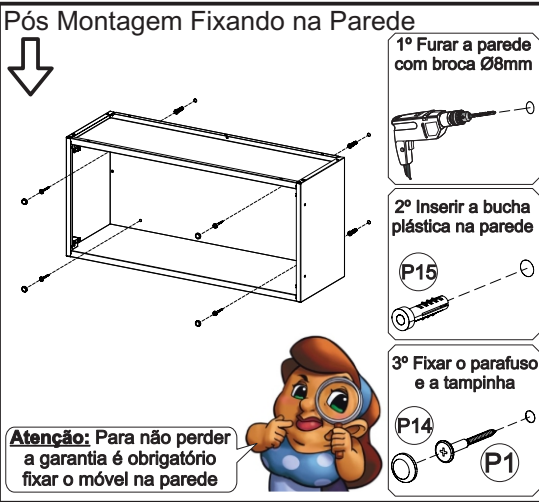 Pós Montagem Fixando na Parede
1º Furar a parede
com broca Ø8mm
2º Inserir a bucha
plástica na parede
P15
3º Fixar o parafuso
e a tampinha
P14
P1
Atenção: Para não perder
a garantia é obrigatório
fixar o móvel na parede